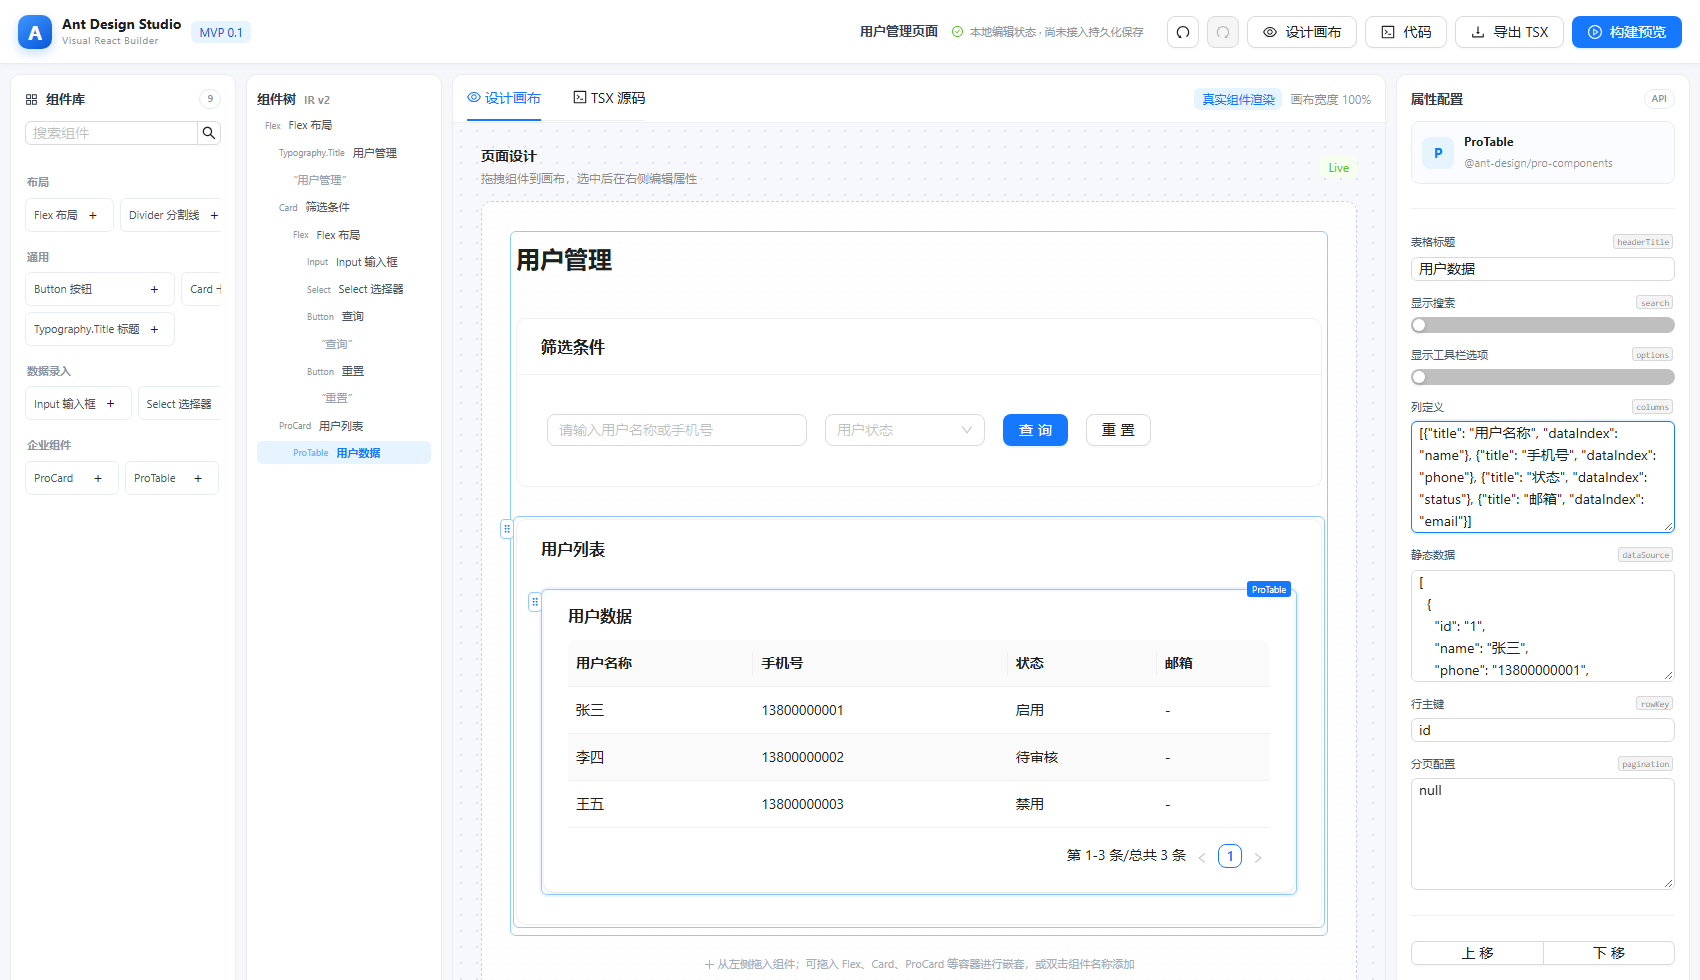 A
Ant Design Studio
Visual React Builder
MVP 0.1
用户管理页面
本地编辑状态 · 尚未接入持久化保存
设计画布
代码
导出 TSX
构建预览
组件库
9
搜索组件
布局
Flex 布局 +
Divider 分割线 +
通用
Button 按钮 +
Card
Typography.Title 标题 +
数据录入
Input 输入框 +
Select 选择器
企业组件
ProCard +
ProTable +
组件树 IR v2
Flex Flex 布局
Typography.Title 用户管理
"用户管理"
Card 筛选条件
Flex Flex 布局
Input Input 输入框
Select Select 选择器
Button 查询
"查询"
Button 重置
"重置"
ProCard 用户列表
ProTable 用户数据
设计画布
TSX 源码
真实组件渲染
画布宽度 100%
页面设计
拖拽组件到画布，选中后在右侧编辑属性
Live
用户管理
筛选条件
请输入用户名称或手机号
用户状态
查 询
重 置
用户列表
ProTable
用户数据
用户名称 手机号 状态 邮箱
张三 13800000001 启用 -
李四 13800000002 待审核 -
王五 13800000003 禁用 -
第 1-3 条/总共 3 条 < 1 >
+ 从左侧拖入组件；可拖入 Flex、Card、ProCard 等容器进行嵌套，或双击组件名称添加
属性配置
API
P
ProTable
@ant-design/pro-components
表格标题 headerTitle
用户数据
显示搜索 search
显示工具栏选项 options
列定义 columns
[{"title": "用户名称", "dataIndex":
"name"}, {"title": "手机号", "dataIndex":
"phone"}, {"title": "状态", "dataIndex":
"status"}, {"title": "邮箱", "dataIndex":
"email"}]
静态数据 dataSource
[
{
"id": "1",
"name": "张三",
"phone": "13800000001",
行主键 rowKey
id
分页配置 pagination
null
上 移
下 移